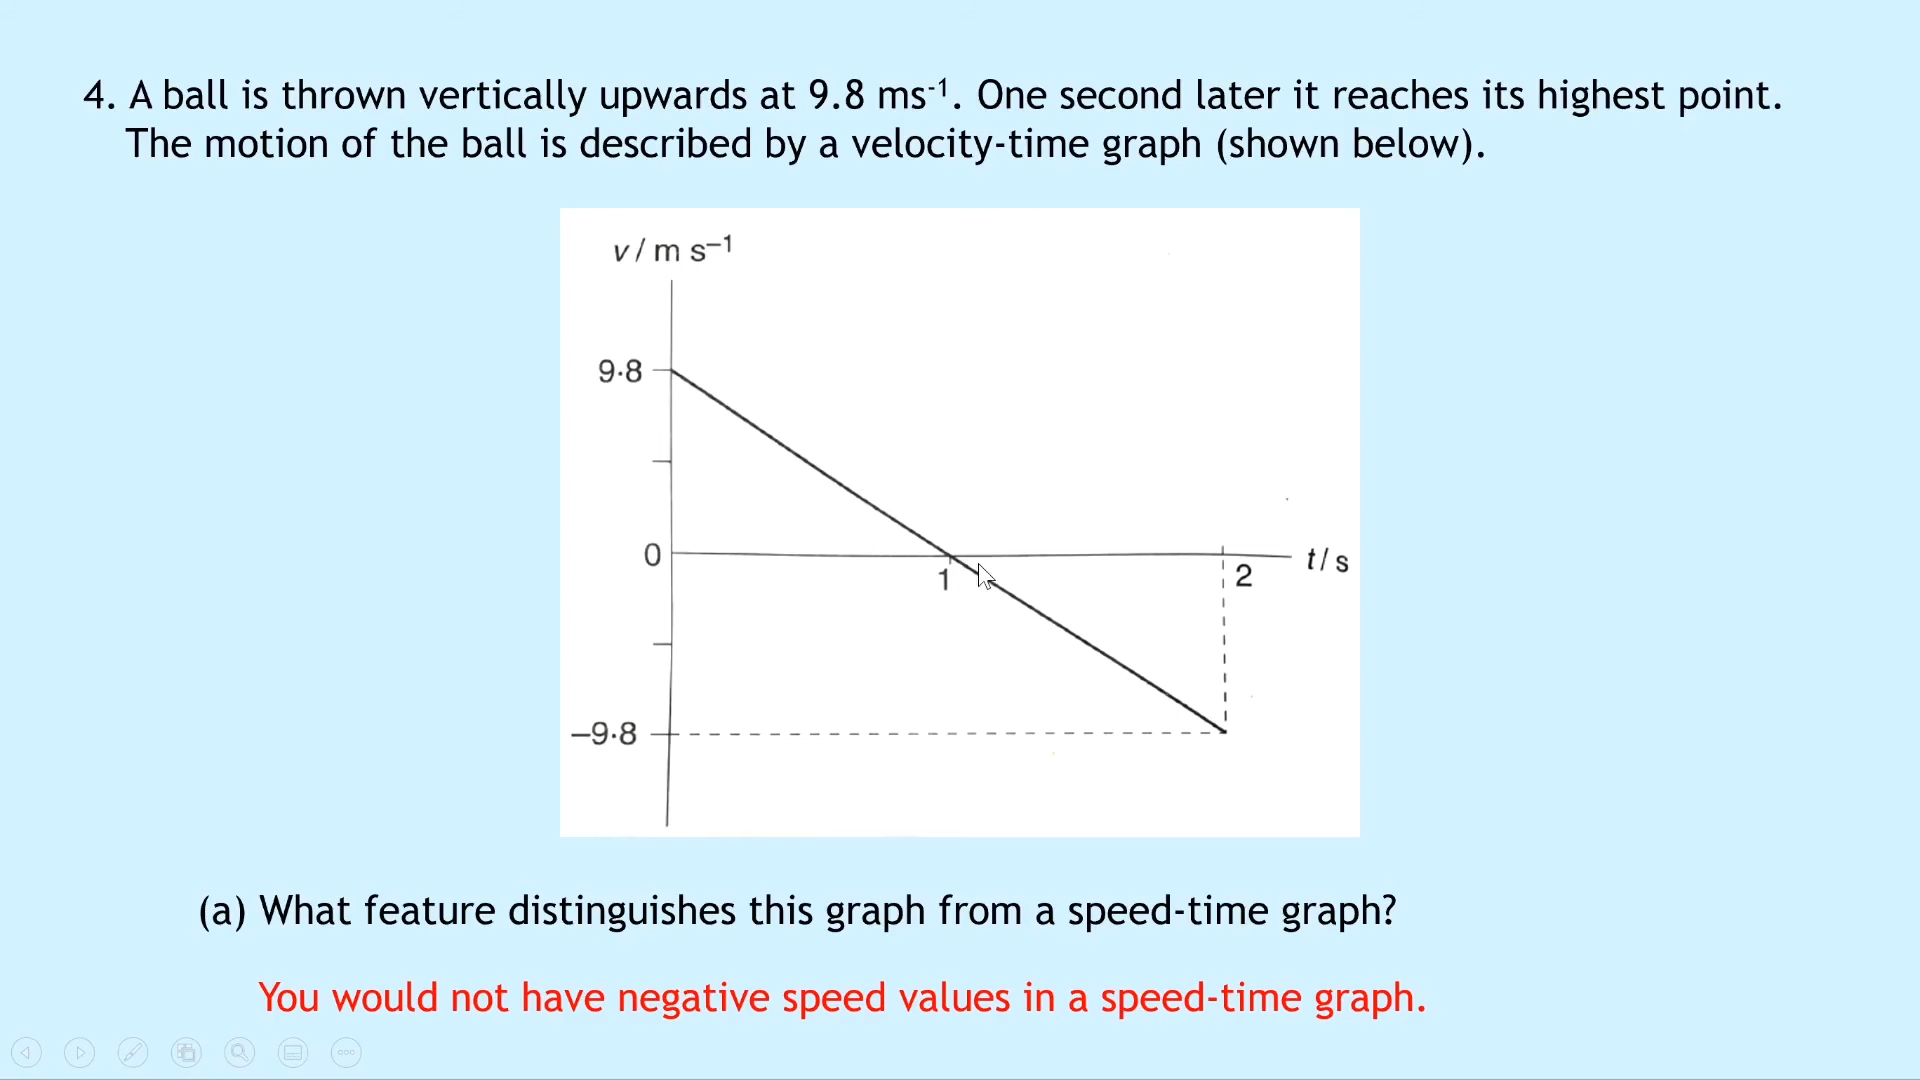 4. A ball is thrown vertically upwards at 9.8 ms⁻¹. One second later it reaches its highest point.
The motion of the ball is described by a velocity-time graph (shown below).
v / m s⁻¹
9·8
0
1
2
t / s
–9·8
(a) What feature distinguishes this graph from a speed-time graph?
You would not have negative speed values in a speed-time graph.